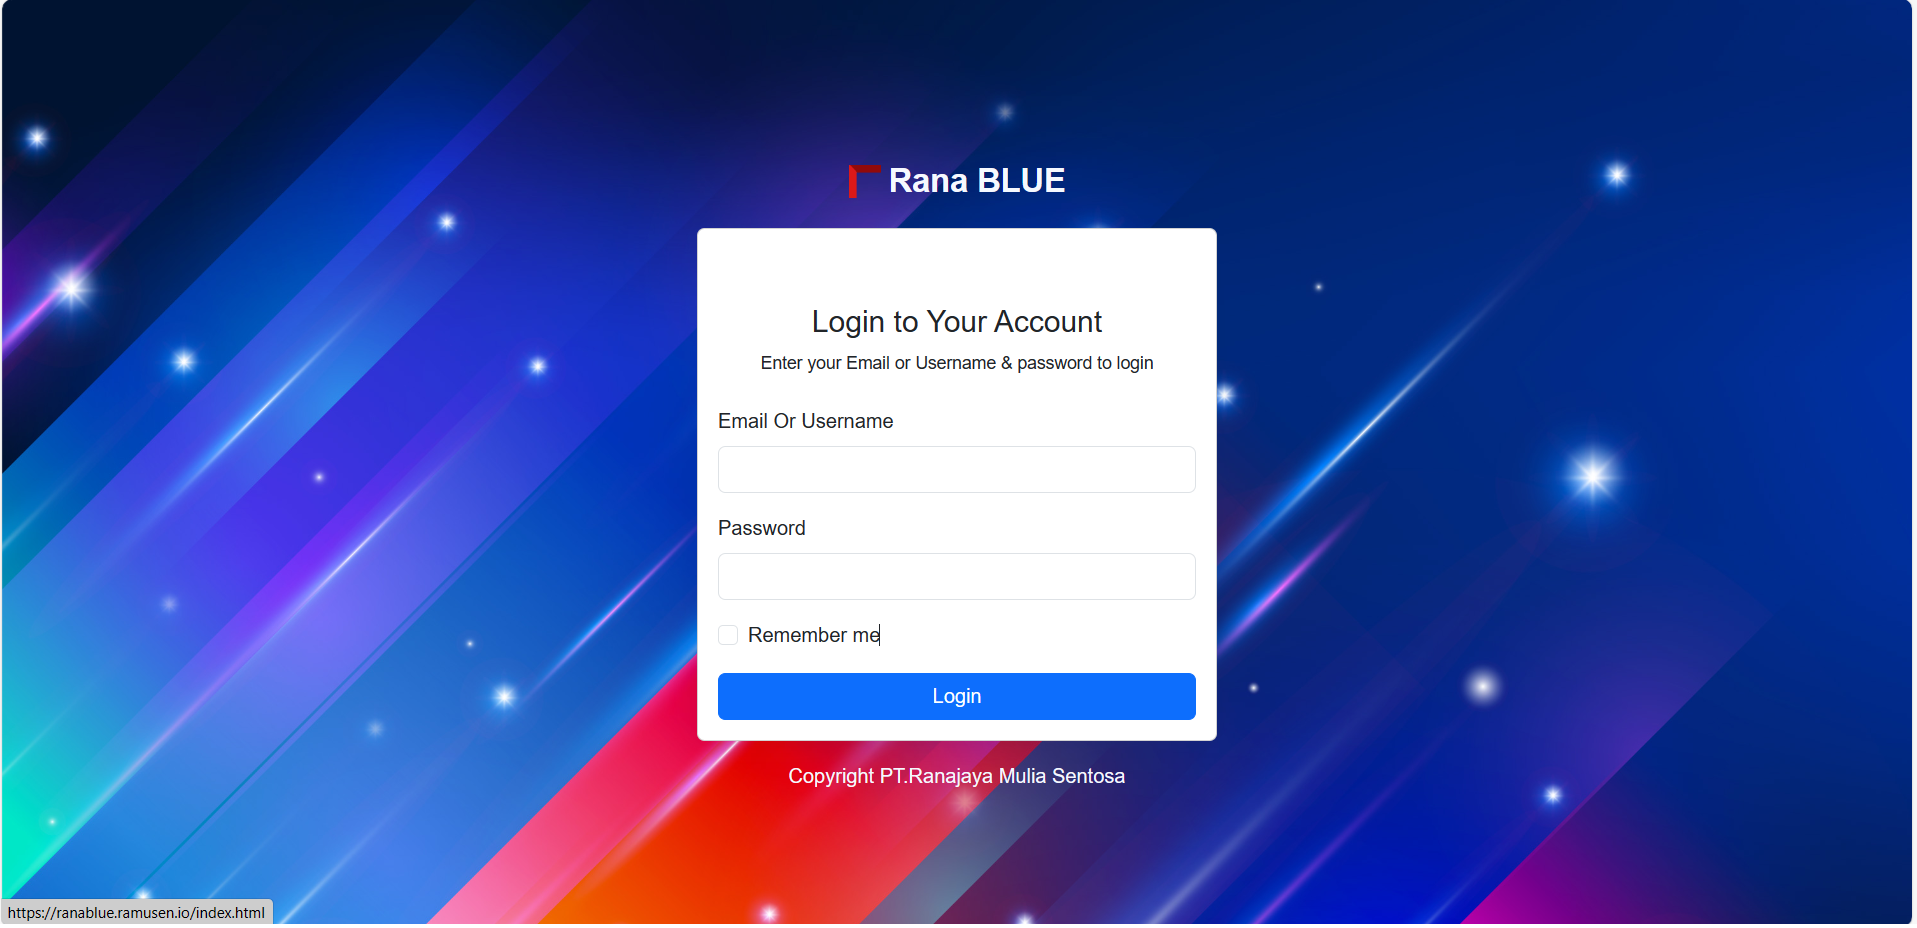 Rana BLUE
Login to Your Account
Enter your Email or Username & password to login
Email Or Username
Password
Remember me
Login
Copyright PT.Ranajaya Mulia Sentosa
https://ranablue.ramusen.io/index.html